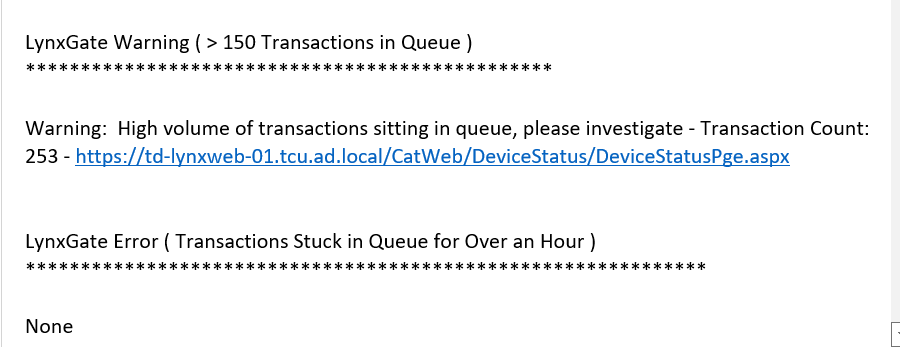 LynxGate Warning ( > 150 Transactions in Queue )
************************************************
Warning:  High volume of transactions sitting in queue, please investigate - Transaction Count:
253 - https://td-lynxweb-01.tcu.ad.local/CatWeb/DeviceStatus/DeviceStatusPge.aspx
LynxGate Error ( Transactions Stuck in Queue for Over an Hour )
**************************************************************
None